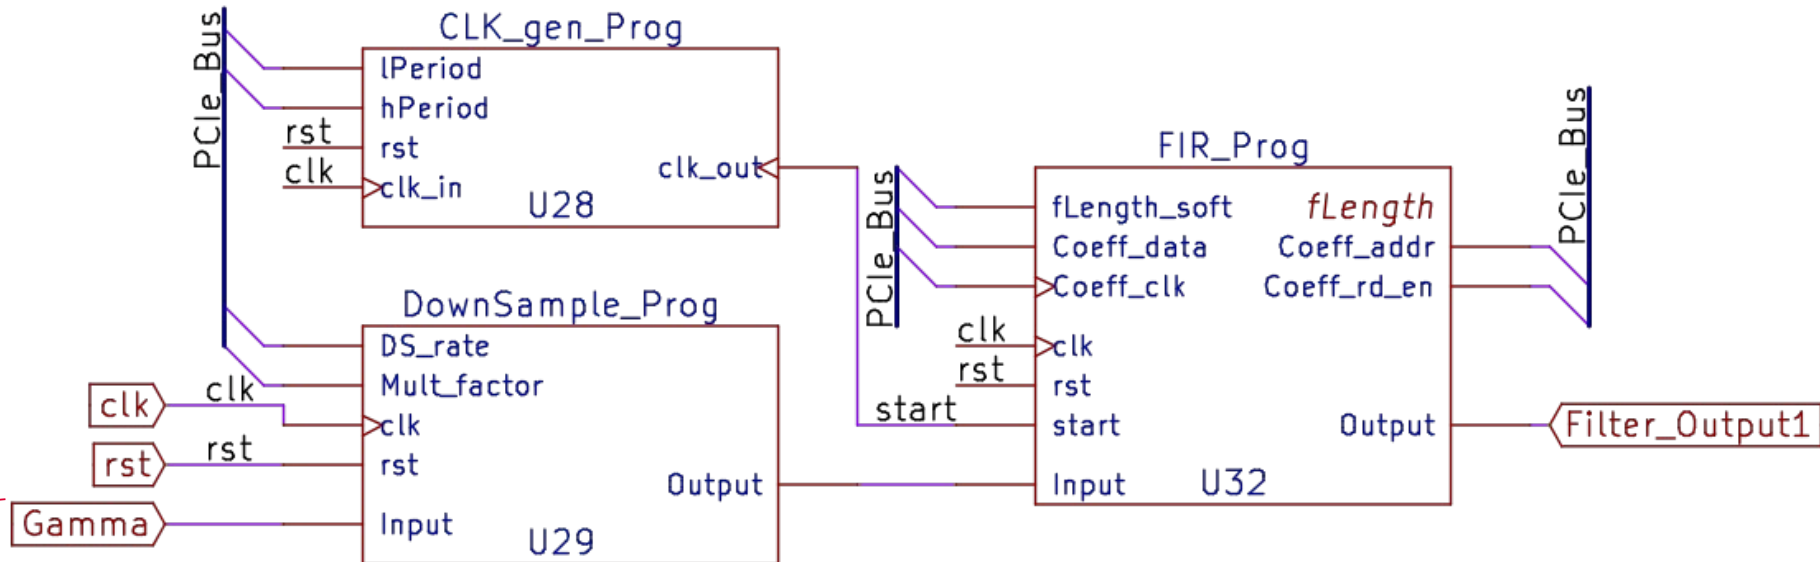 CLK_gen_Prog
PCIe_Bus
lPeriod
hPeriod
rst
rst
clk
clk_in
clk_out
U28
DownSample_Prog
DS_rate
Mult_factor
clk
clk
clk
rst
rst
rst
Output
Gamma
Input
U29
FIR_Prog
PCIe_Bus
fLength_soft
fLength
Coeff_data
Coeff_addr
Coeff_clk
Coeff_rd_en
clk
clk
rst
rst
start
start
Output
Input
U32
PCIe_Bus
Filter_Output1